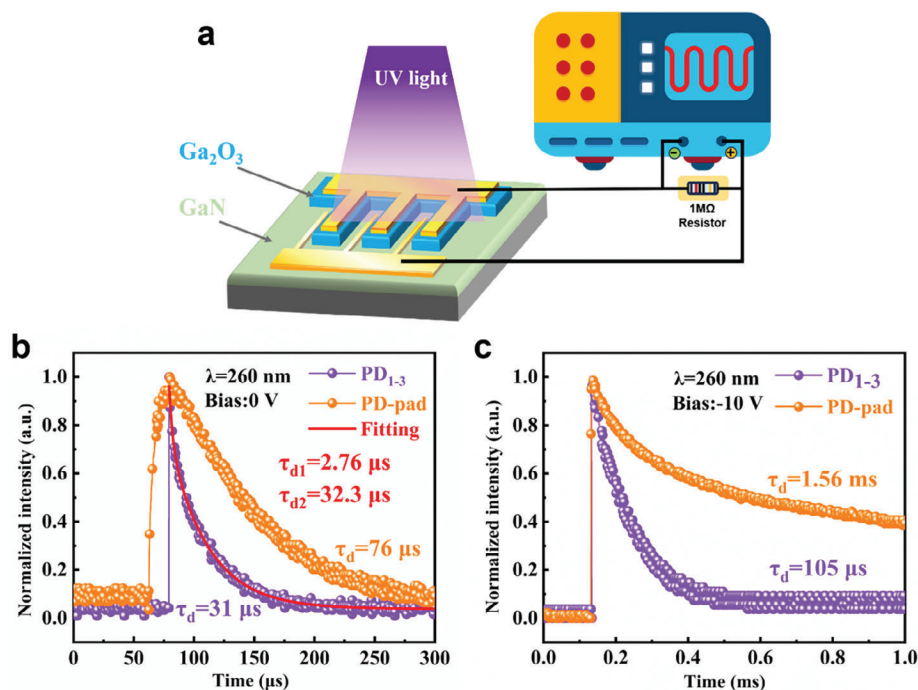 a
UV light
Ga₂O₃
GaN
−
+
1MΩ
Resistor
b
Normalized intensity (a.u.)
1.0
0.8
0.6
0.4
0.2
0.0
λ=260 nm
Bias:0 V
PD₁₋₃
PD-pad
Fitting
τd1=2.76 μs
τd2=32.3 μs
τd=76 μs
τd=31 μs
0
50
100
150
200
250
300
Time (μs)
c
Normalized intensity (a.u.)
1.0
0.8
0.6
0.4
0.2
0.0
λ=260 nm
Bias:-10 V
PD₁₋₃
PD-pad
τd=1.56 ms
τd=105 μs
0.0
0.2
0.4
0.6
0.8
1.0
Time (ms)